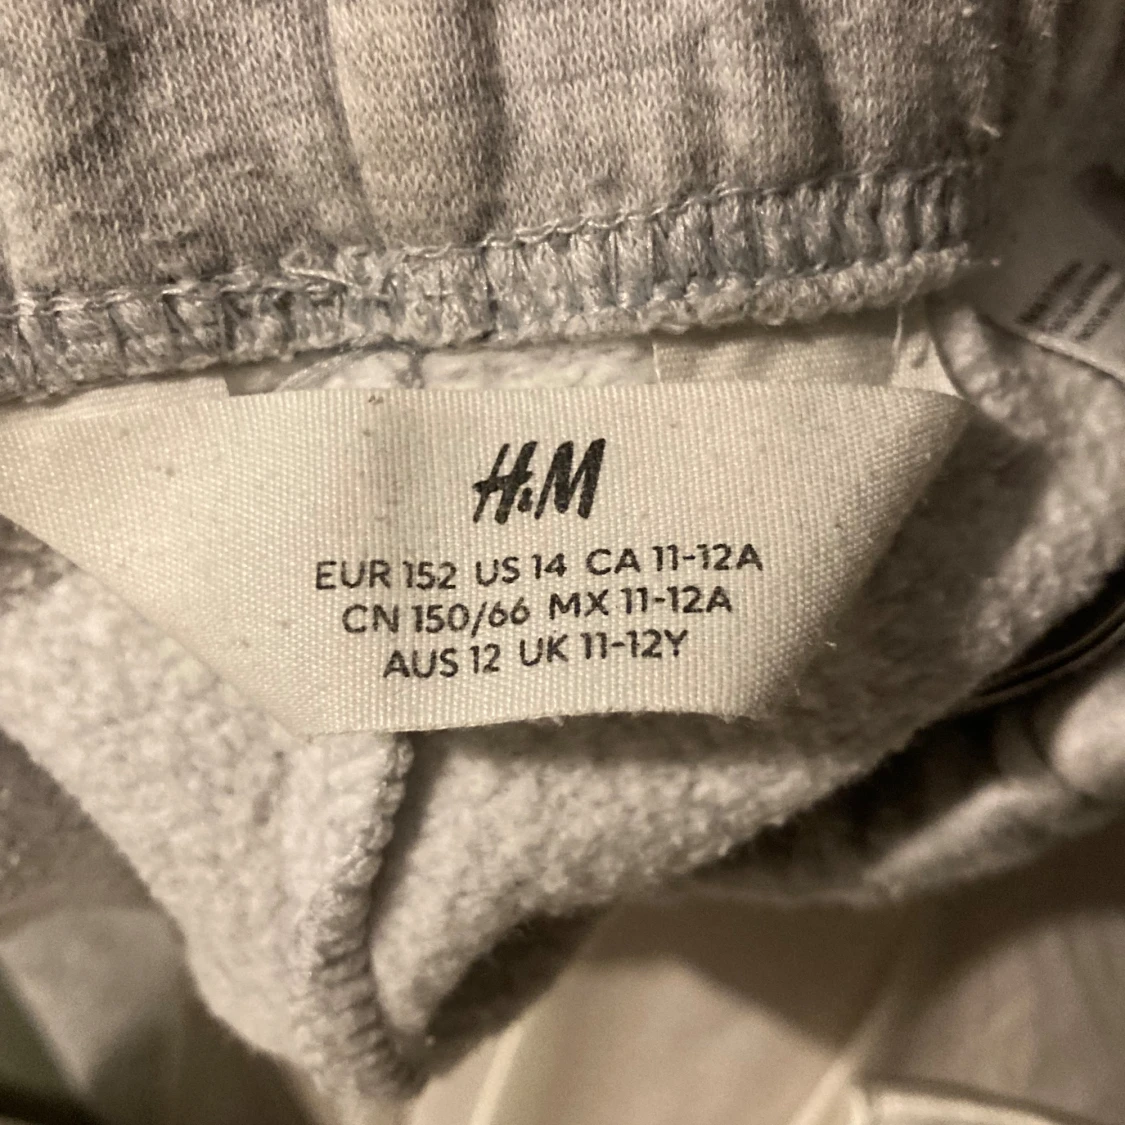 H&M
EUR 152 US 14 CA 11-12A
CN 150/66 MX 11-12A
AUS 12 UK 11-12Y